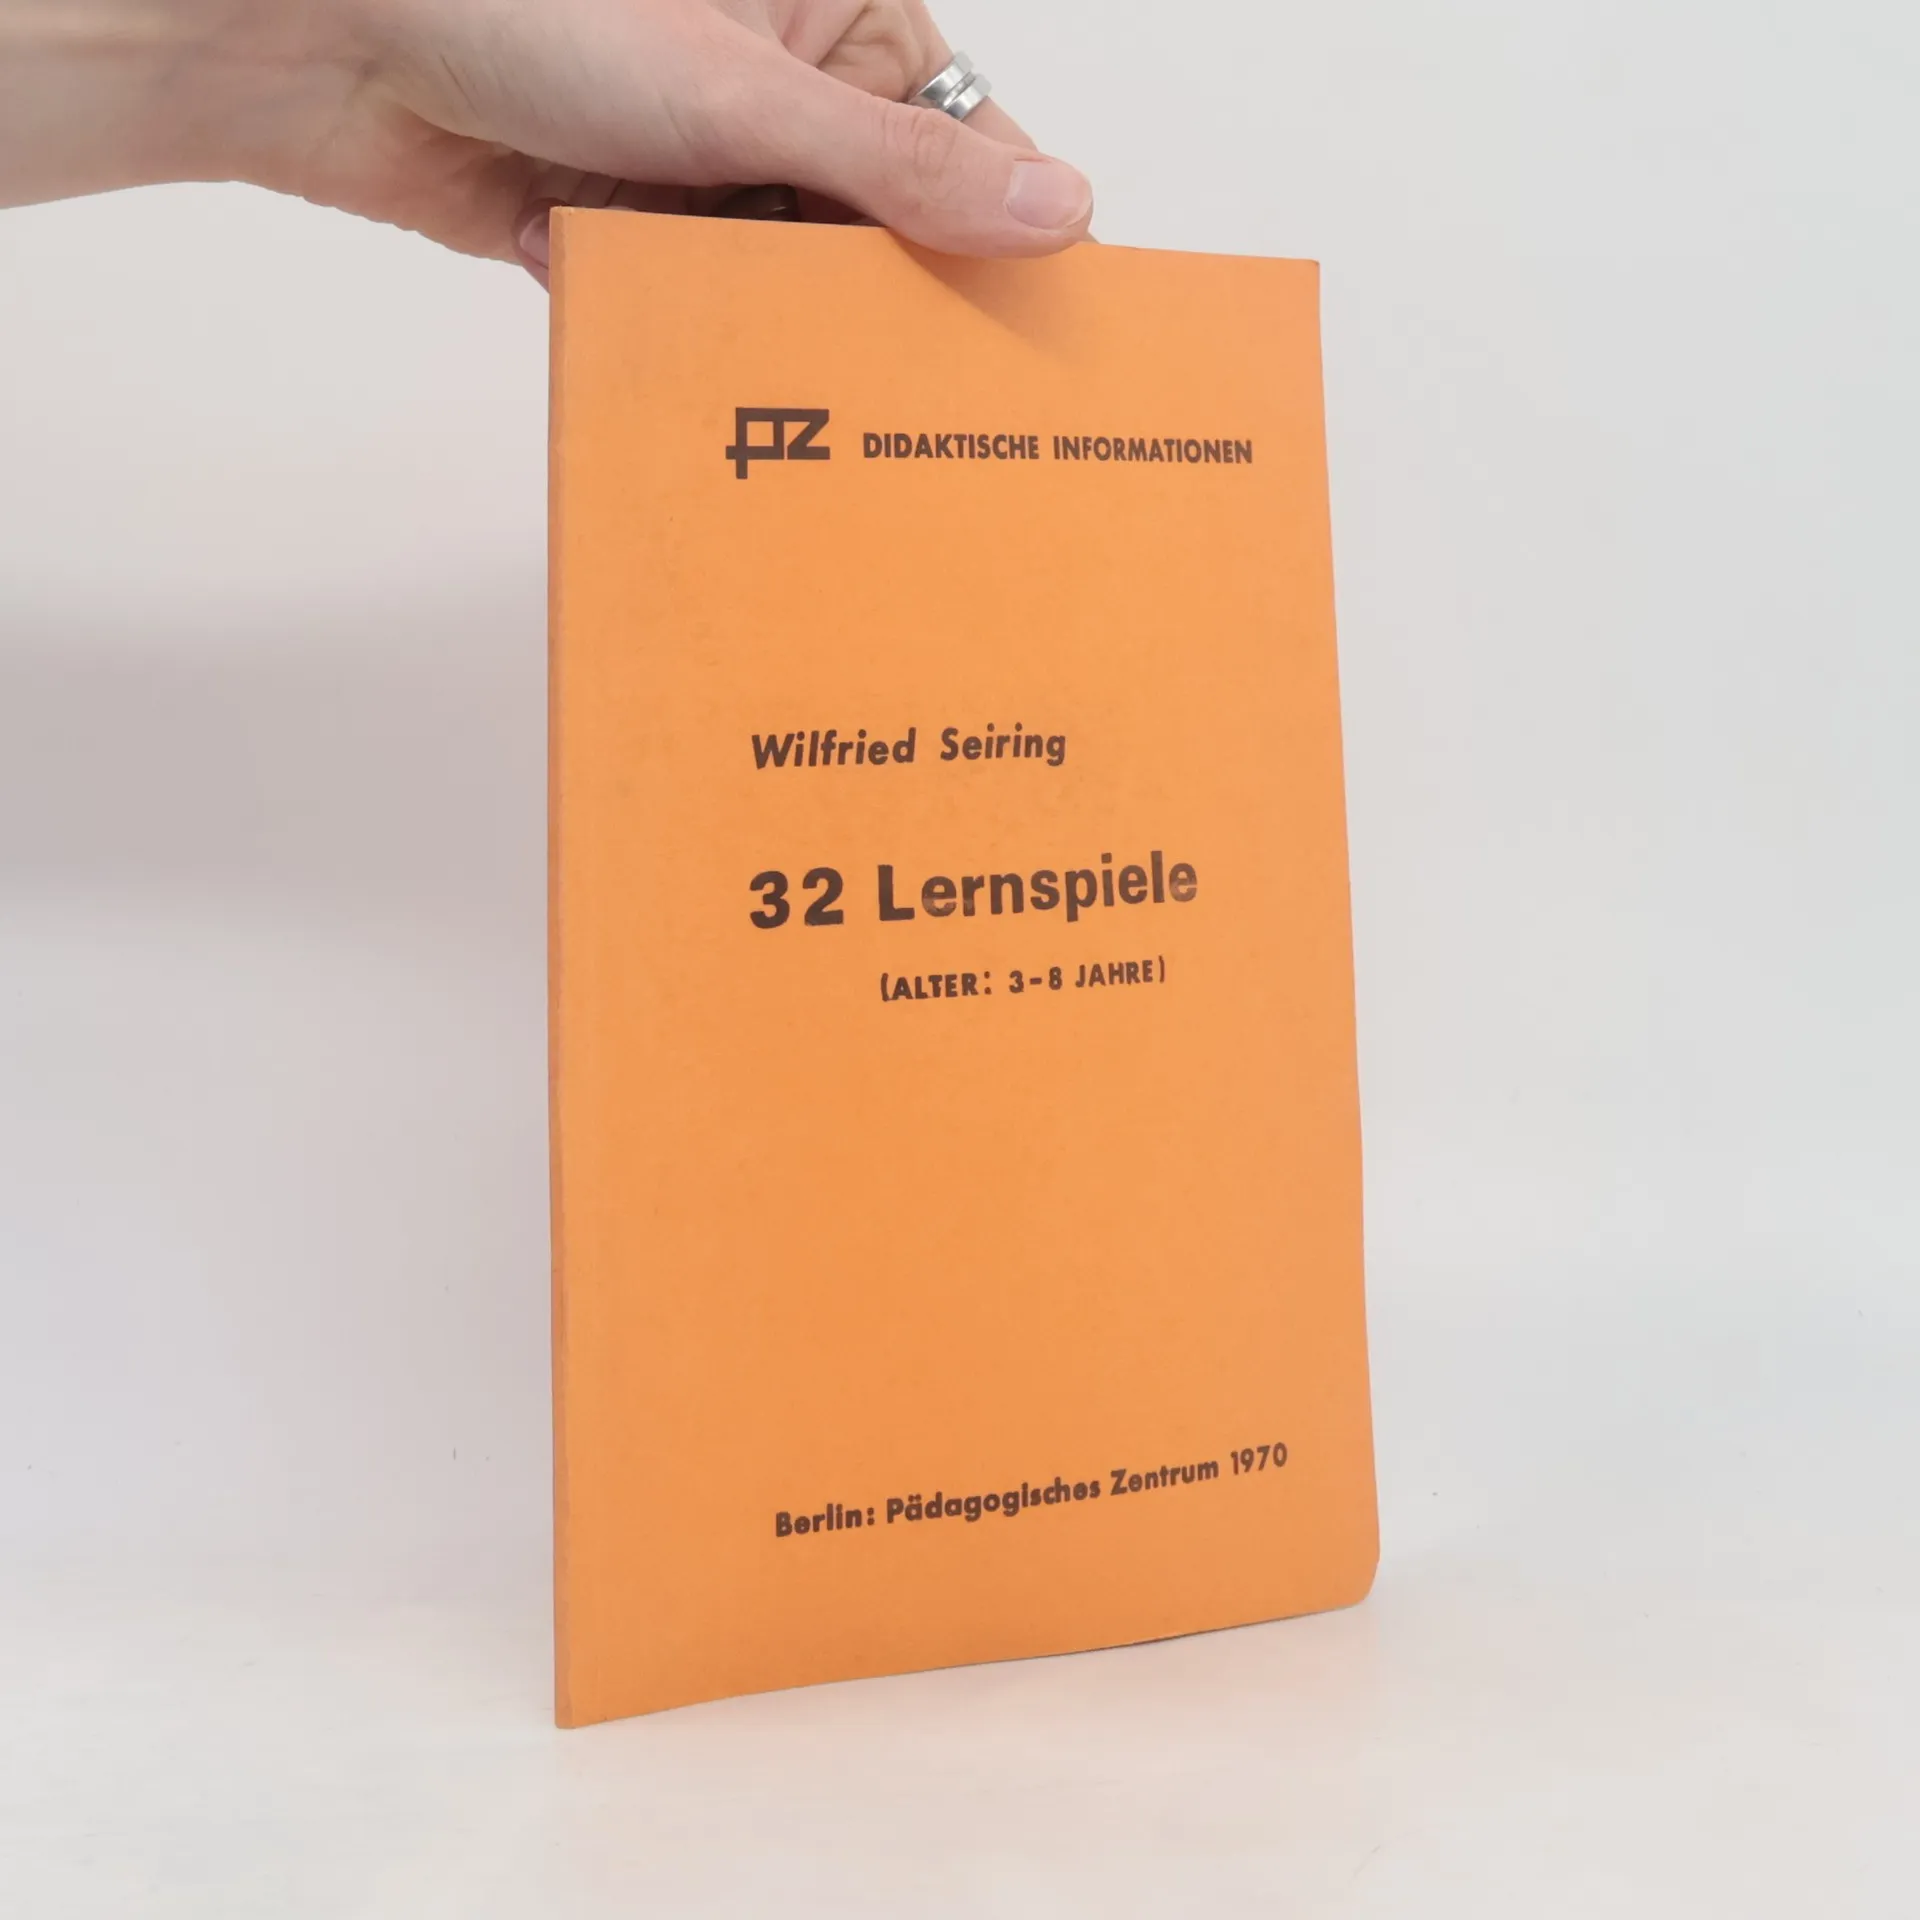 pz DIDAKTISCHE INFORMATIONEN
Wilfried Seiring
32 Lernspiele
(ALTER: 3-8 JAHRE)
Berlin: Pädagogisches Zentrum 1970